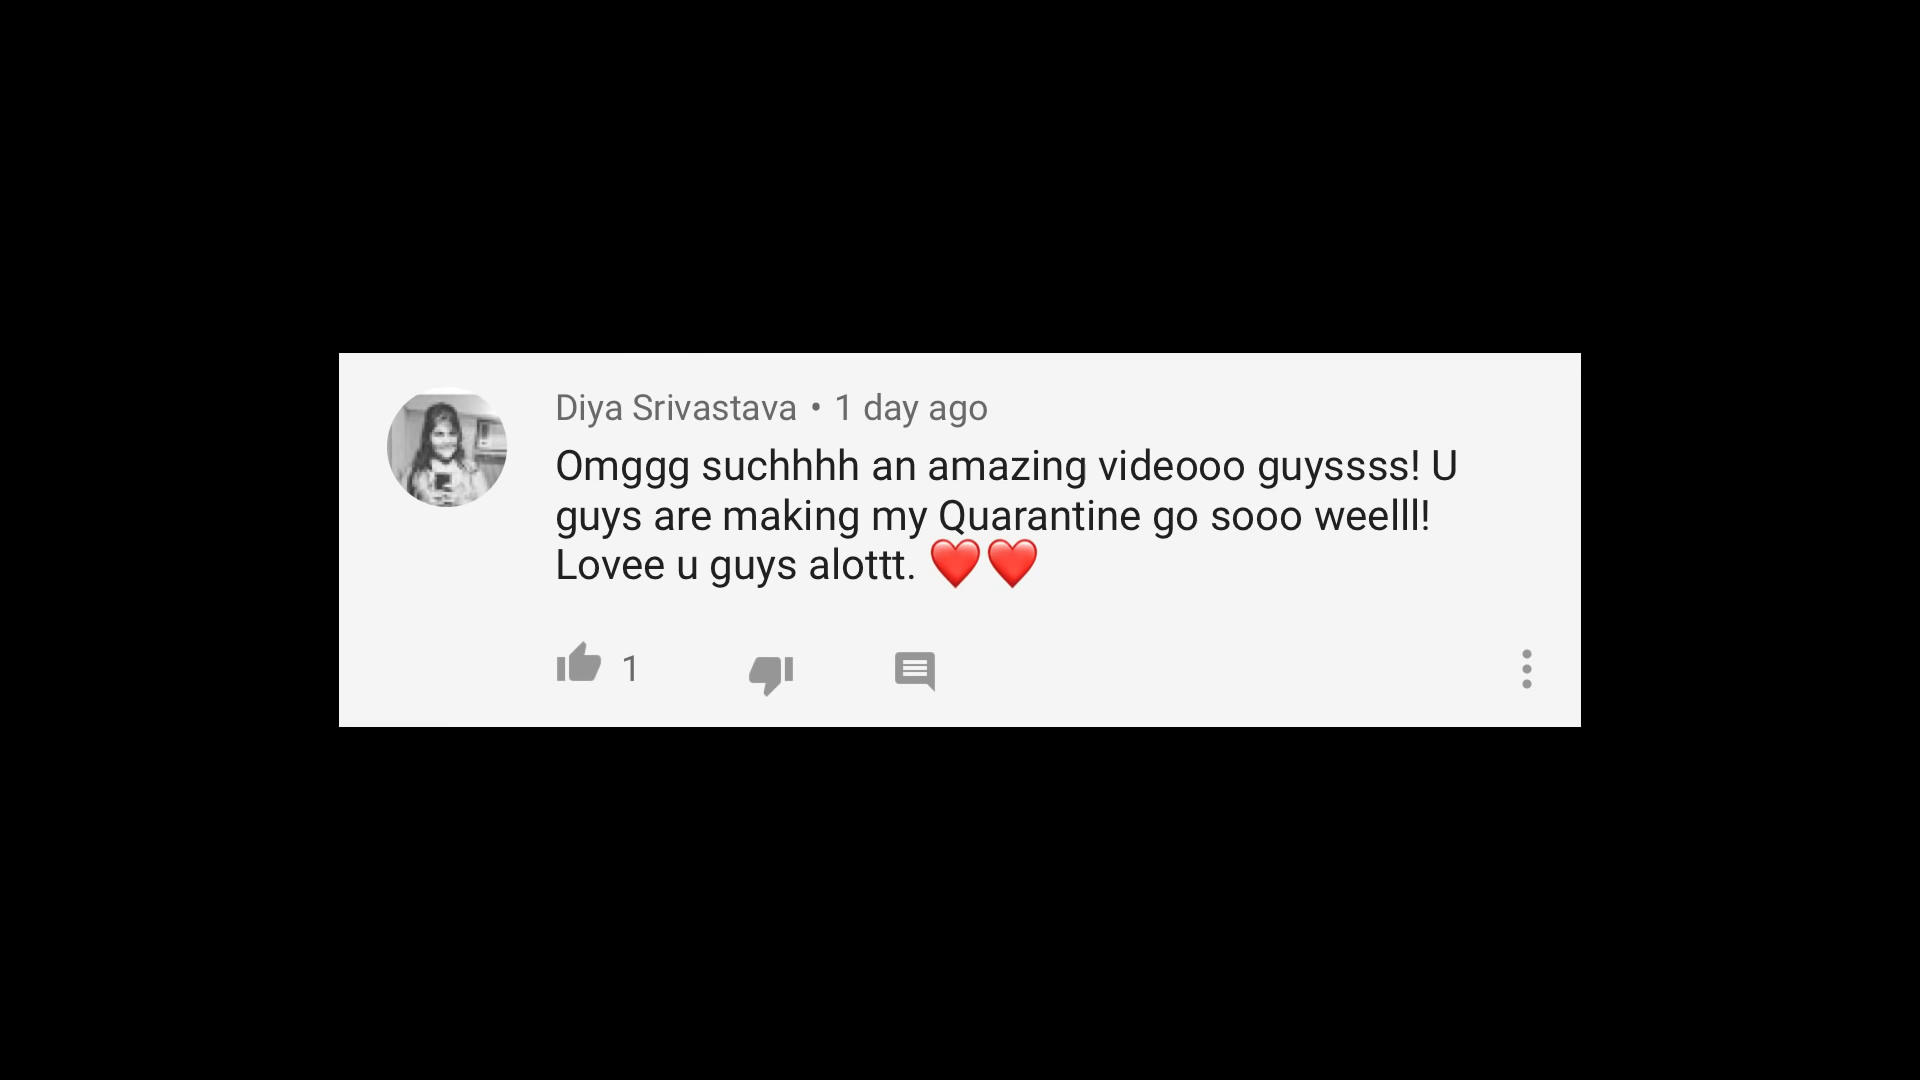 Diya Srivastava • 1 day ago
Omggg suchhhh an amazing videooo guyssss! U
guys are making my Quarantine go sooo weelll!
Lovee u guys alottt. ❤️❤️
1